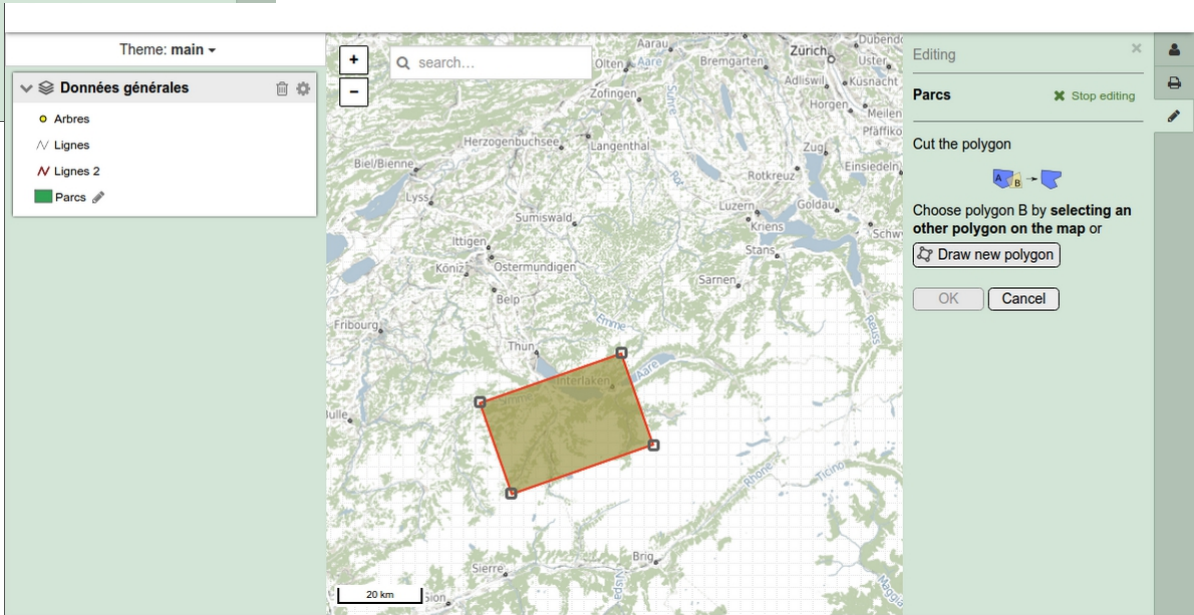 Theme: main
Données générales
Arbres
Lignes
Lignes 2
Parcs
+
-
search...
Aarau
Olten
Aare
Bremgarten
Zürich
Uster
Adliswil
Küsnacht
Zofingen
Suhre
Horgen
Meilen
Herzogenbuchsee
Langenthal
Zug
Einsiedeln
Biel/Bienne
Rotkreuz
Lyss
Sumiswald
Luzern
Goldau
Kriens
Ittigen
Stans
Köniz
Ostermundigen
Sarnen
Belp
Fribourg
Emme
Reuss
Thun
Interlaken
Aare
Rhone
Ticino
Brig
Sierre
20 km
Editing
Parcs
Stop editing
Cut the polygon
A B
Choose polygon B by selecting an
other polygon on the map or
Draw new polygon
OK Cancel